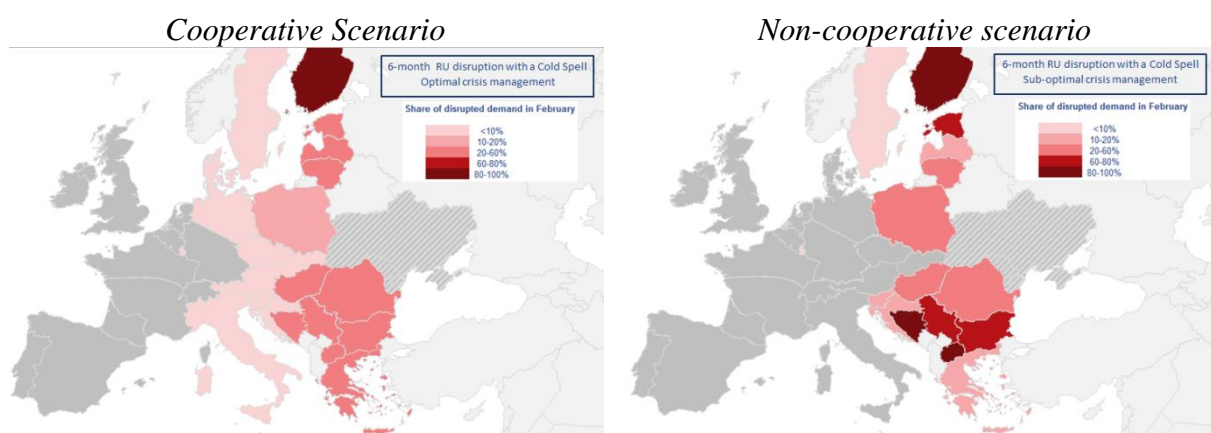 Cooperative Scenario
6-month RU disruption with a Cold Spell
Optimal crisis management
Share of disrupted demand in February
<10%
10-20%
20-60%
60-80%
80-100%
Non-cooperative scenario
6-month RU disruption with a Cold Spell
Sub-optimal crisis management
Share of disrupted demand in February
<10%
10-20%
20-60%
60-80%
80-100%